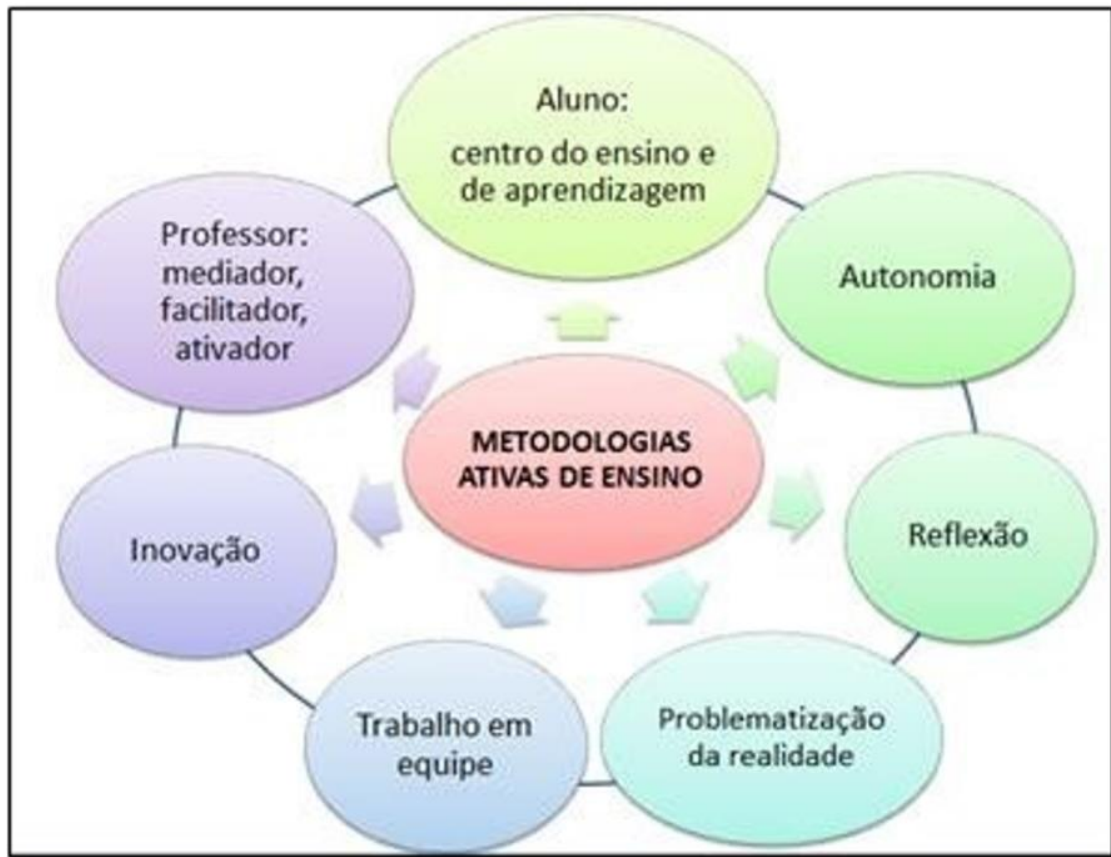 Aluno:
centro do ensino e
de aprendizagem
Autonomia
Reflexão
Problematização
da realidade
Trabalho em
equipe
Inovação
Professor:
mediador,
facilitador,
ativador
METODOLOGIAS
ATIVAS DE ENSINO